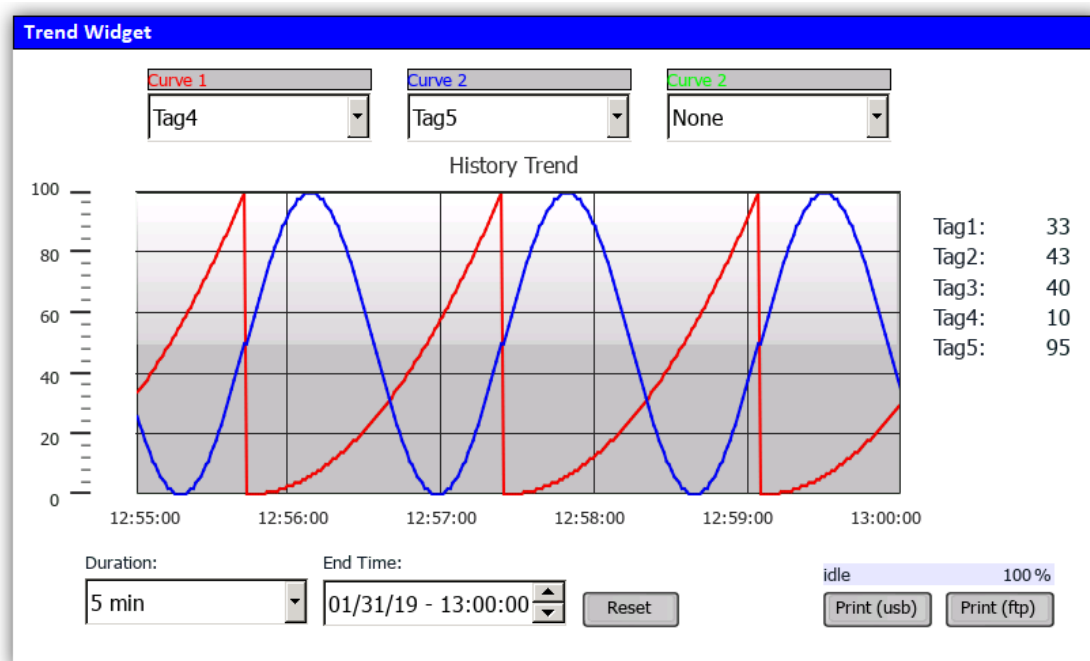 Trend Widget
Curve 1 Curve 2 Curve 2
Tag4 Tag5 None
History Trend
100
80
60
40
20
0
Tag1: 33
Tag2: 43
Tag3: 40
Tag4: 10
Tag5: 95
12:55:00 12:56:00 12:57:00 12:58:00 12:59:00 13:00:00
Duration: End Time:
5 min 01/31/19 - 13:00:00 Reset
idle 100 %
Print (usb) Print (ftp)